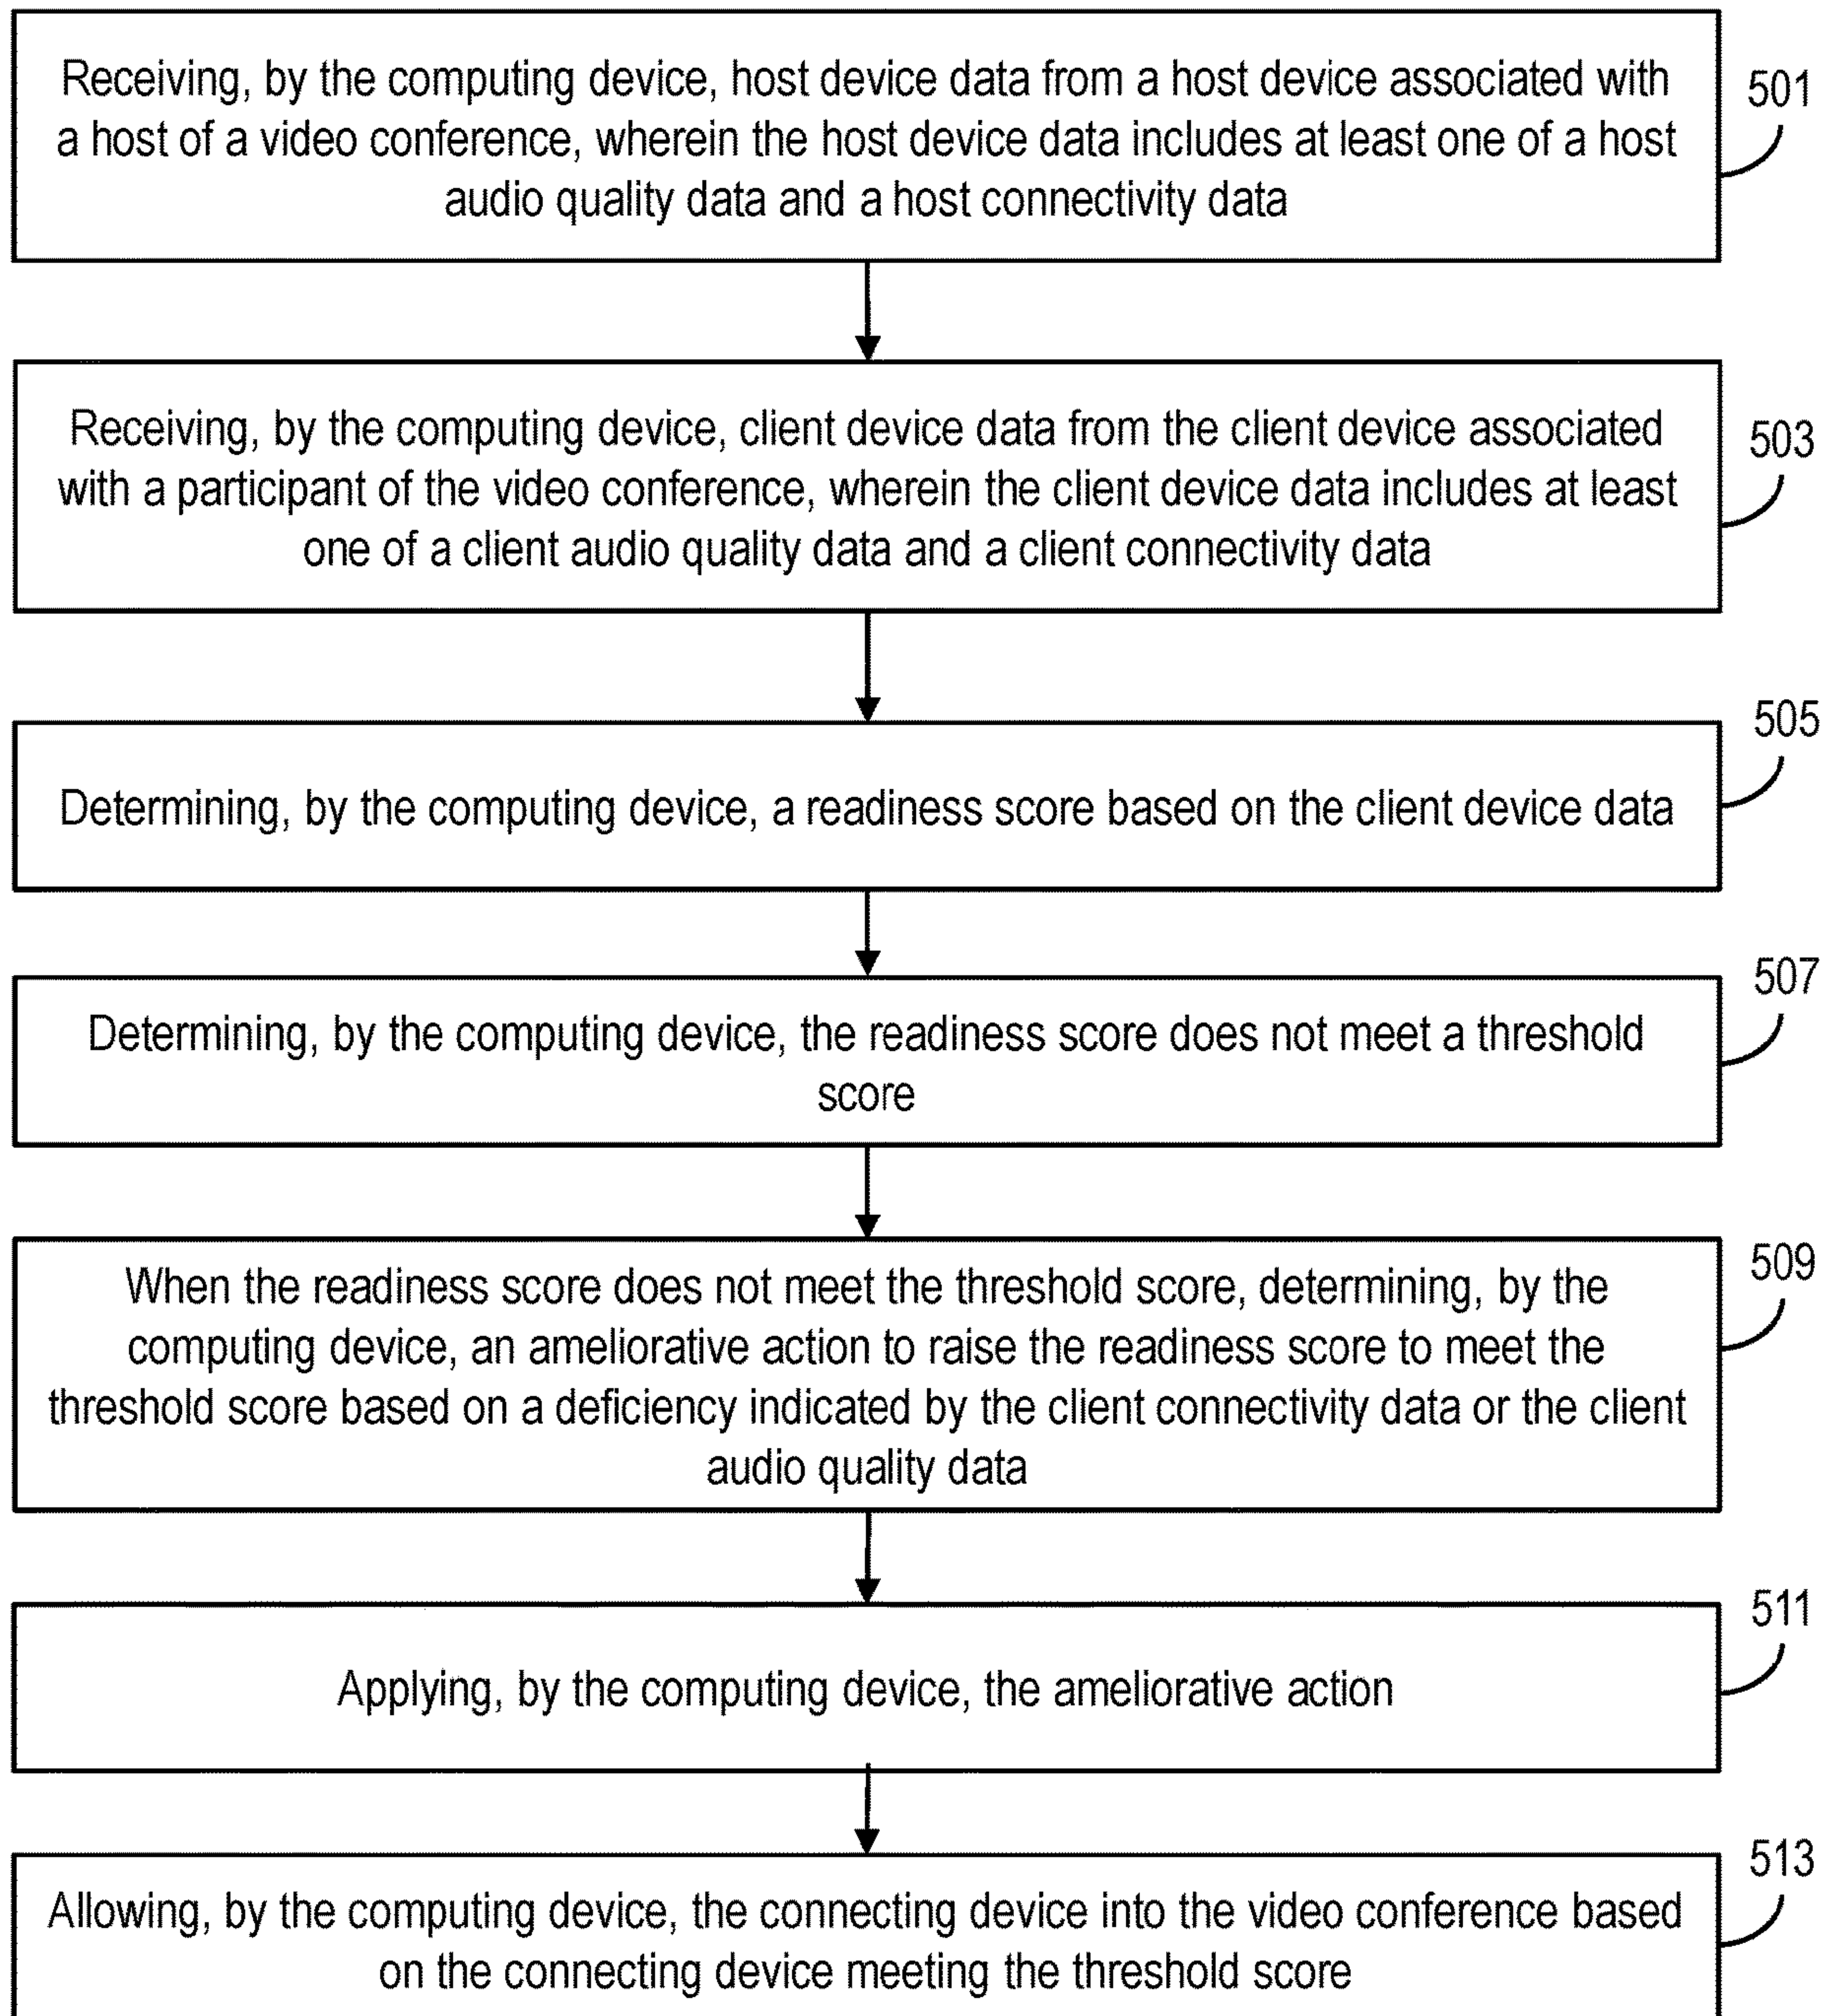 Receiving, by the computing device, host device data from a host device associated with
a host of a video conference, wherein the host device data includes at least one of a host
audio quality data and a host connectivity data
501
Receiving, by the computing device, client device data from the client device associated
with a participant of the video conference, wherein the client device data includes at least
one of a client audio quality data and a client connectivity data
503
Determining, by the computing device, a readiness score based on the client device data
505
Determining, by the computing device, the readiness score does not meet a threshold
score
507
When the readiness score does not meet the threshold score, determining, by the
computing device, an ameliorative action to raise the readiness score to meet the
threshold score based on a deficiency indicated by the client connectivity data or the client
audio quality data
509
Applying, by the computing device, the ameliorative action
511
Allowing, by the computing device, the connecting device into the video conference based
on the connecting device meeting the threshold score
513